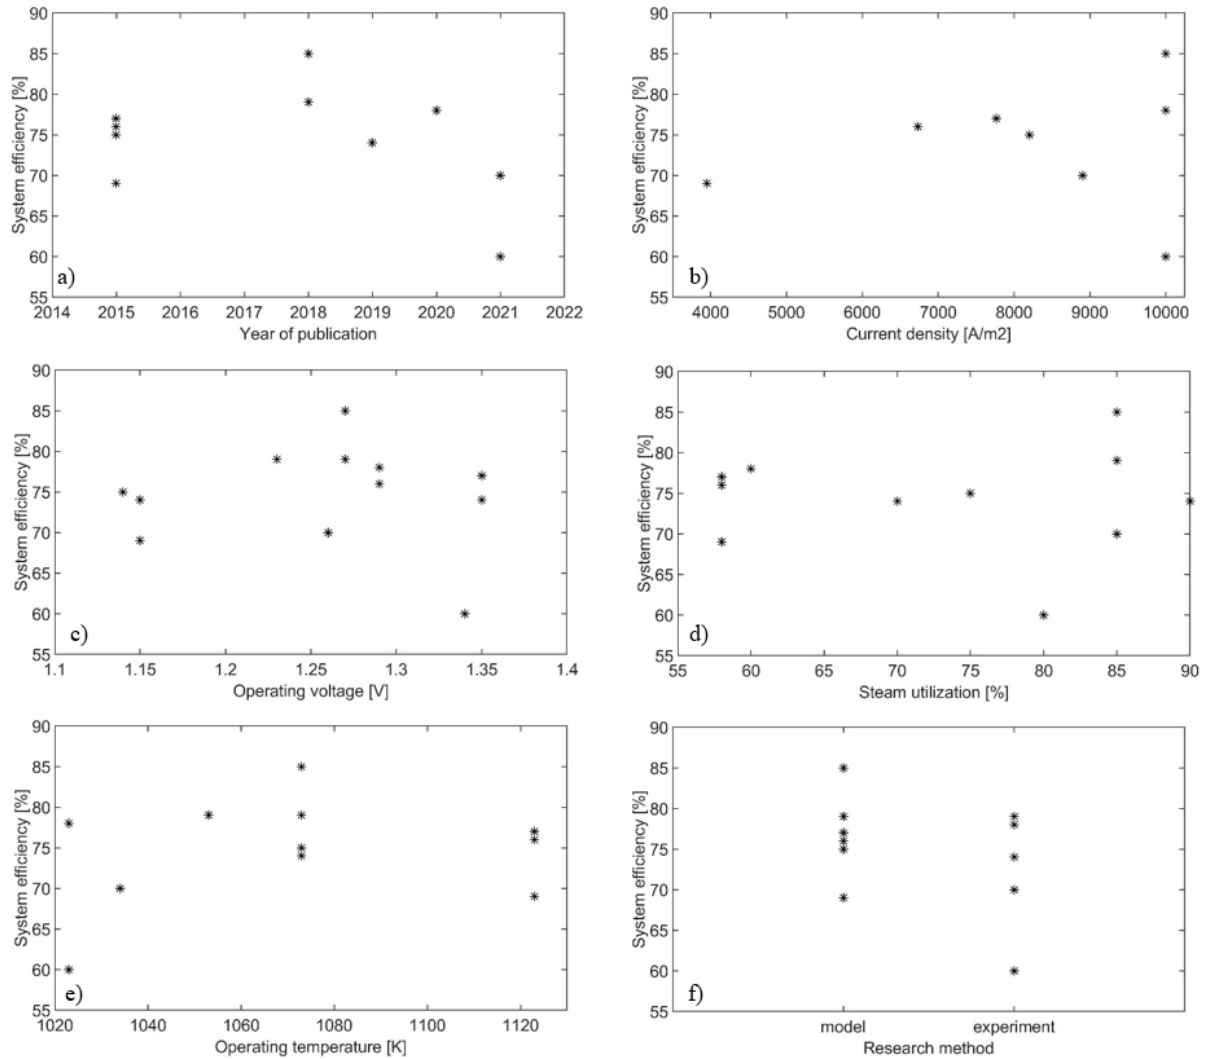 90
85
80
75
70
65
60
55
System efficiency [%]
a)
2014 2015 2016 2017 2018 2019 2020 2021 2022
Year of publication
90
85
80
75
70
65
60
55
System efficiency [%]
b)
4000 5000 6000 7000 8000 9000 10000
Current density [A/m2]
90
85
80
75
70
65
60
55
System efficiency [%]
c)
1.1 1.15 1.2 1.25 1.3 1.35 1.4
Operating voltage [V]
90
85
80
75
70
65
60
55
System efficiency [%]
d)
55 60 65 70 75 80 85 90
Steam utilization [%]
90
85
80
75
70
65
60
55
System efficiency [%]
e)
1020 1040 1060 1080 1100 1120
Operating temperature [K]
90
85
80
75
70
65
60
55
System efficiency [%]
f)
model experiment
Research method